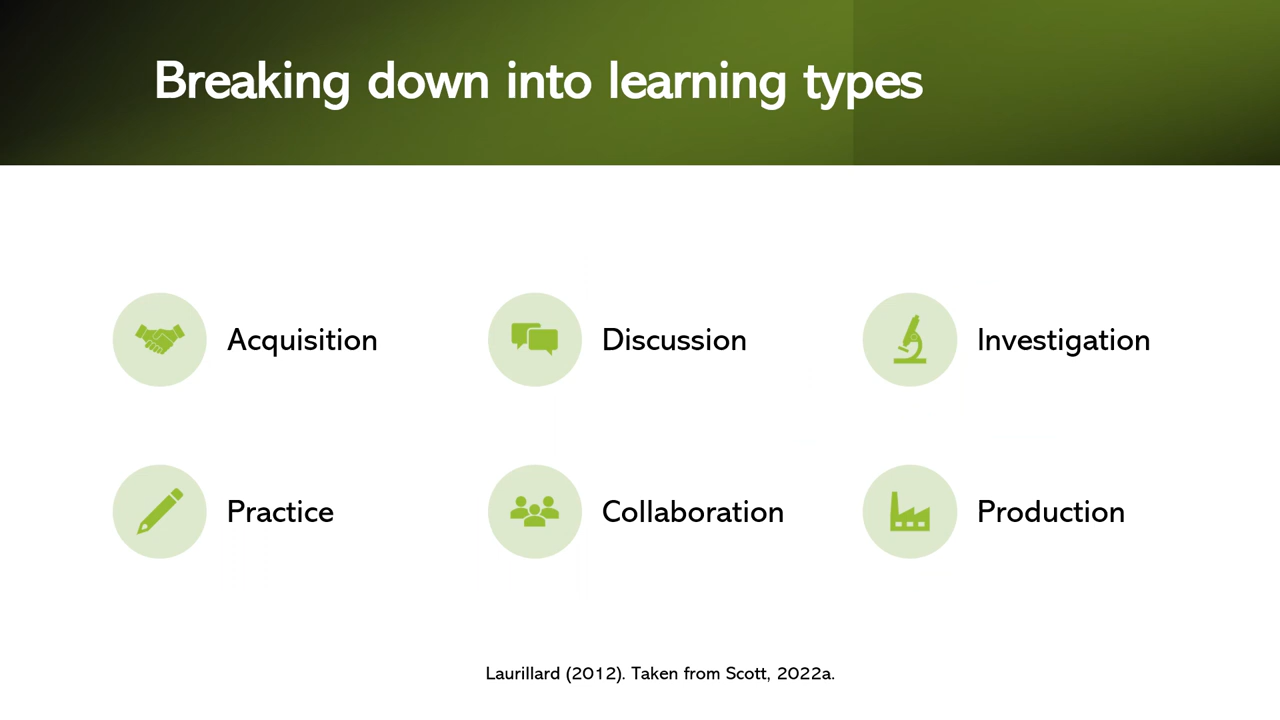 Breaking down into learning types
Acquisition
Discussion
Investigation
Practice
Collaboration
Production
Laurillard (2012). Taken from Scott, 2022a.